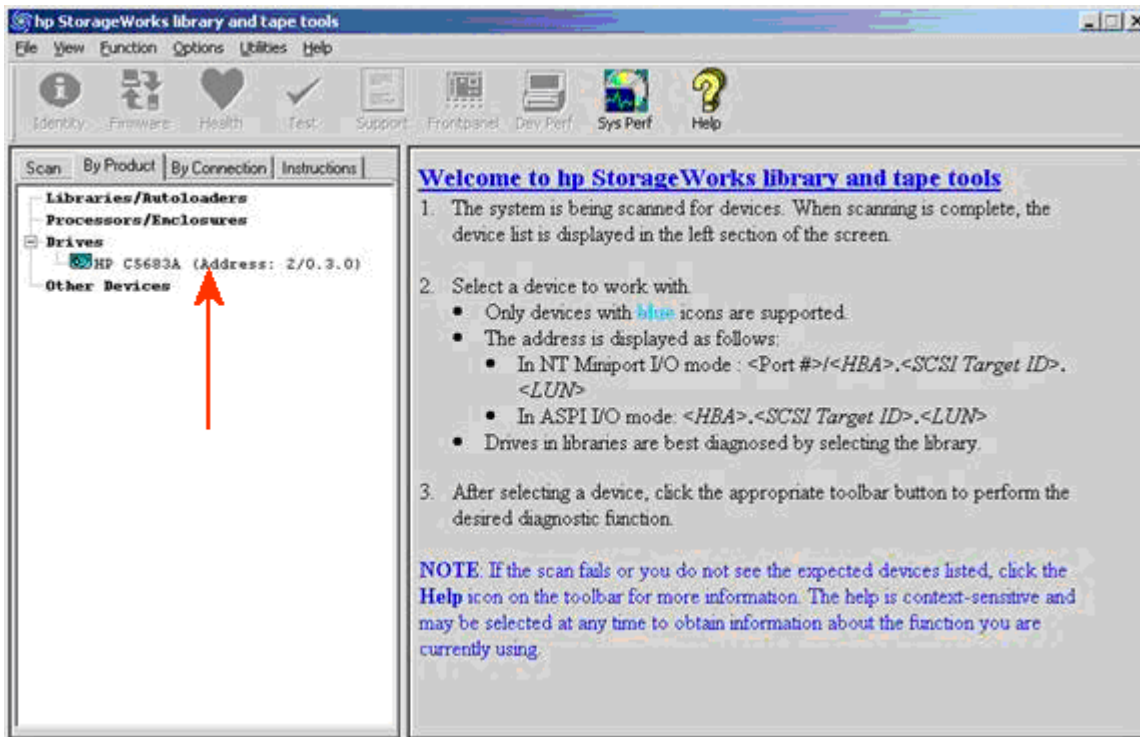 hp StorageWorks library and tape tools
File View Function Options Utilities Help
Identity Firmware Health Test Support Frontpanel Dev Perf Sys Perf Help
Scan By Product By Connection Instructions
Libraries/Autoloaders
Processors/Enclosures
Drives
HP C5683A (Address: 2/0.3.0)
Other Devices
Welcome to hp StorageWorks library and tape tools
1. The system is being scanned for devices. When scanning is complete, the
device list is displayed in the left section of the screen.
2. Select a device to work with.
• Only devices with blue icons are supported.
• The address is displayed as follows:
• In NT Miniport I/O mode : <Port #>/<HBA>.<SCSI Target ID>.
<LUN>
• In ASPI I/O mode: <HBA>.<SCSI Target ID>.<LUN>
• Drives in libraries are best diagnosed by selecting the library.
3. After selecting a device, click the appropriate toolbar button to perform the
desired diagnostic function.
NOTE: If the scan fails or you do not see the expected devices listed, click the
Help icon on the toolbar for more information. The help is context-sensitive and
may be selected at any time to obtain information about the function you are
currently using.